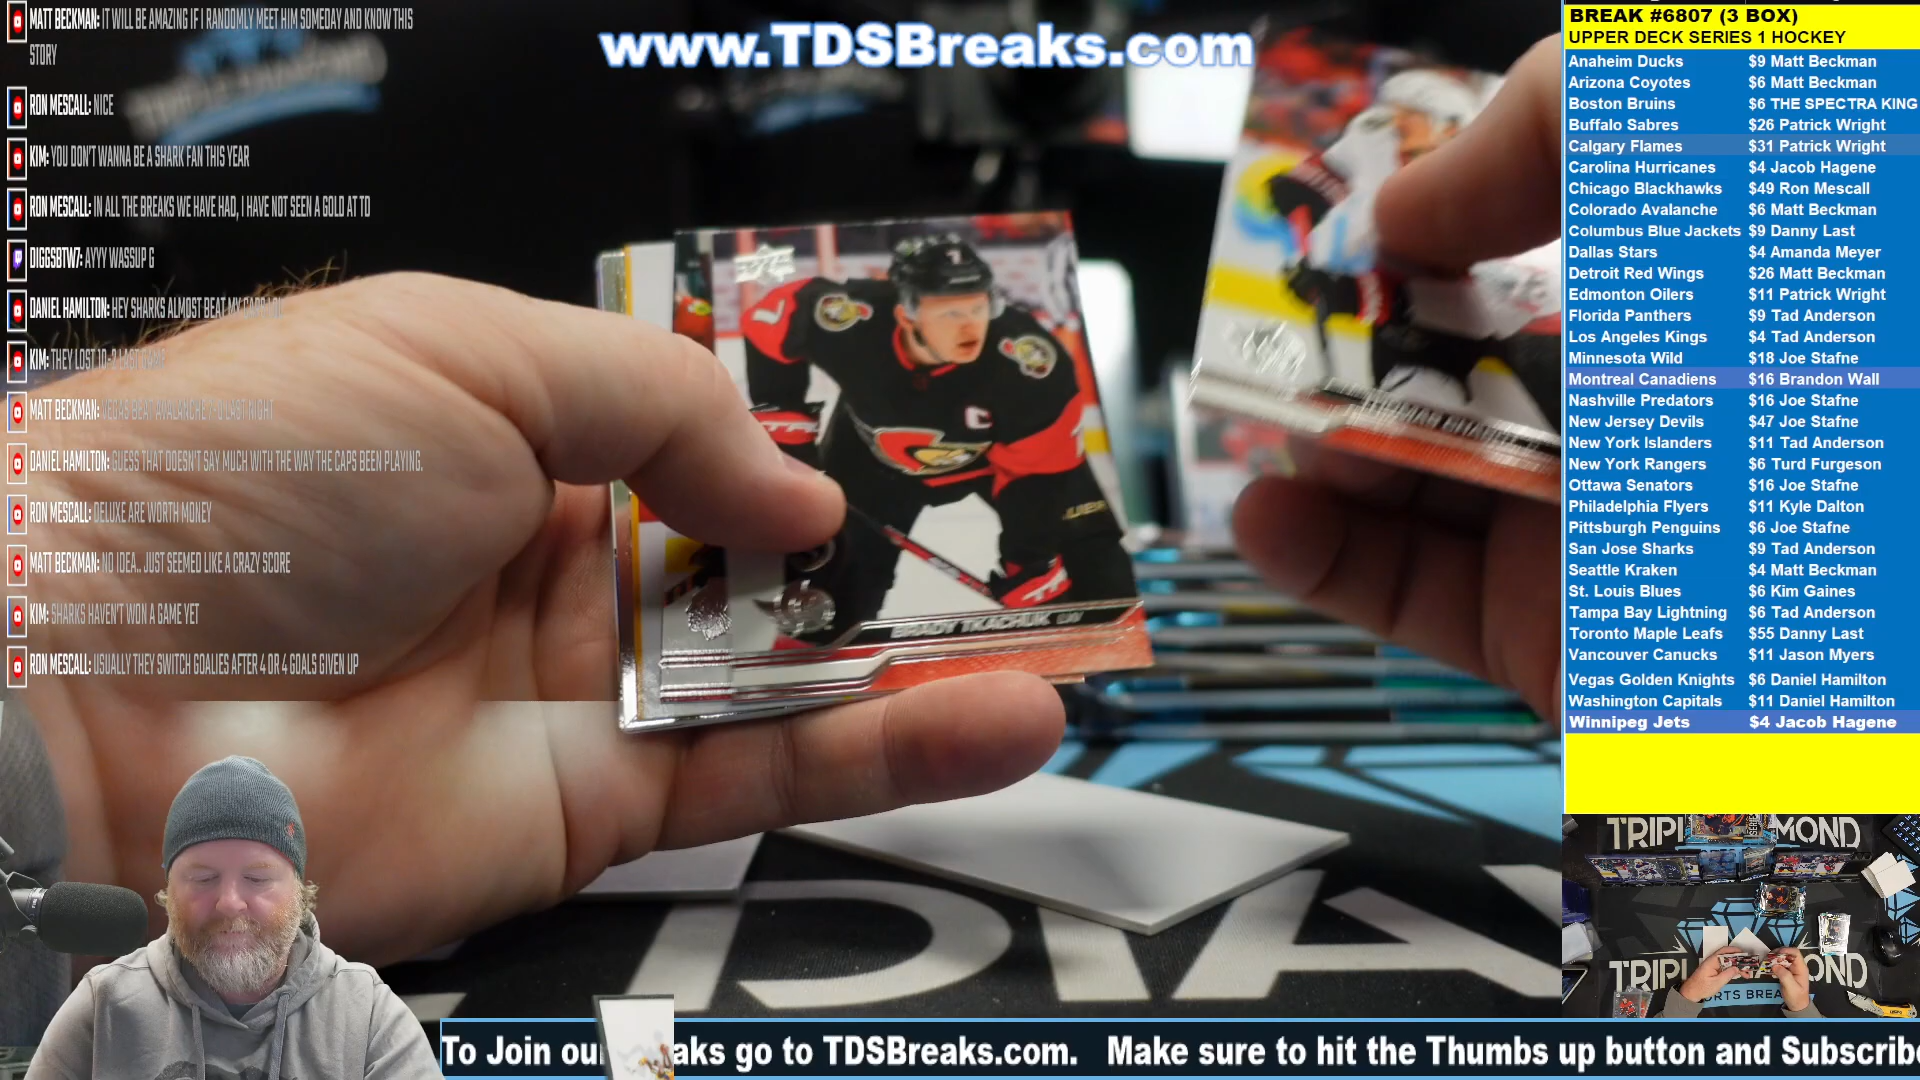 MATT BECKMAN: IT WILL BE AMAZING IF I RANDOMLY MEET HIM SOMEDAY AND KNOW THIS
STORY
RON MESCALL: NICE
KIM: YOU DON'T WANNA BE A SHARK FAN THIS YEAR
RON MESCALL: IN ALL THE BREAKS WE HAVE HAD, I HAVE NOT SEEN A GOLD AT TD
DIGGSBTW7: AYYY WASSUP G
DANIEL HAMILTON: HEY SHARKS ALMOST BEAT MY CAPS LOL
KIM: THEY LOST 10-2 LAST GAME
MATT BECKMAN: VEGAS BEAT AVALANCHE 7-0 LAST NIGHT
DANIEL HAMILTON: GUESS THAT DOESN'T SAY MUCH WITH THE WAY THE CAPS BEEN PLAYING.
RON MESCALL: DELUXE ARE WORTH MONEY
MATT BECKMAN: NO IDEA.. JUST SEEMED LIKE A CRAZY SCORE
KIM: SHARKS HAVEN'T WON A GAME YET
RON MESCALL: USUALLY THEY SWITCH GOALIES AFTER 4 OR 4 GOALS GIVEN UP
www.TDSBreaks.com
BRADY TKACHUK LW
BREAK #6807 (3 BOX)
UPPER DECK SERIES 1 HOCKEY
Anaheim Ducks $9 Matt Beckman
Arizona Coyotes $6 Matt Beckman
Boston Bruins $6 THE SPECTRA KING
Buffalo Sabres $26 Patrick Wright
Calgary Flames $31 Patrick Wright
Carolina Hurricanes $4 Jacob Hagene
Chicago Blackhawks $49 Ron Mescall
Colorado Avalanche $6 Matt Beckman
Columbus Blue Jackets $9 Danny Last
Dallas Stars $4 Amanda Meyer
Detroit Red Wings $26 Matt Beckman
Edmonton Oilers $11 Patrick Wright
Florida Panthers $9 Tad Anderson
Los Angeles Kings $4 Tad Anderson
Minnesota Wild $18 Joe Stafne
Montreal Canadiens $16 Brandon Wall
Nashville Predators $16 Joe Stafne
New Jersey Devils $47 Joe Stafne
New York Islanders $11 Tad Anderson
New York Rangers $6 Turd Furgeson
Ottawa Senators $16 Joe Stafne
Philadelphia Flyers $11 Kyle Dalton
Pittsburgh Penguins $6 Joe Stafne
San Jose Sharks $9 Tad Anderson
Seattle Kraken $4 Matt Beckman
St. Louis Blues $6 Kim Gaines
Tampa Bay Lightning $6 Tad Anderson
Toronto Maple Leafs $55 Danny Last
Vancouver Canucks $11 Jason Myers
Vegas Golden Knights $6 Daniel Hamilton
Washington Capitals $11 Daniel Hamilton
Winnipeg Jets $4 Jacob Hagene
To Join ou aks go to TDSBreaks.com. Make sure to hit the Thumbs up button and Subscribe